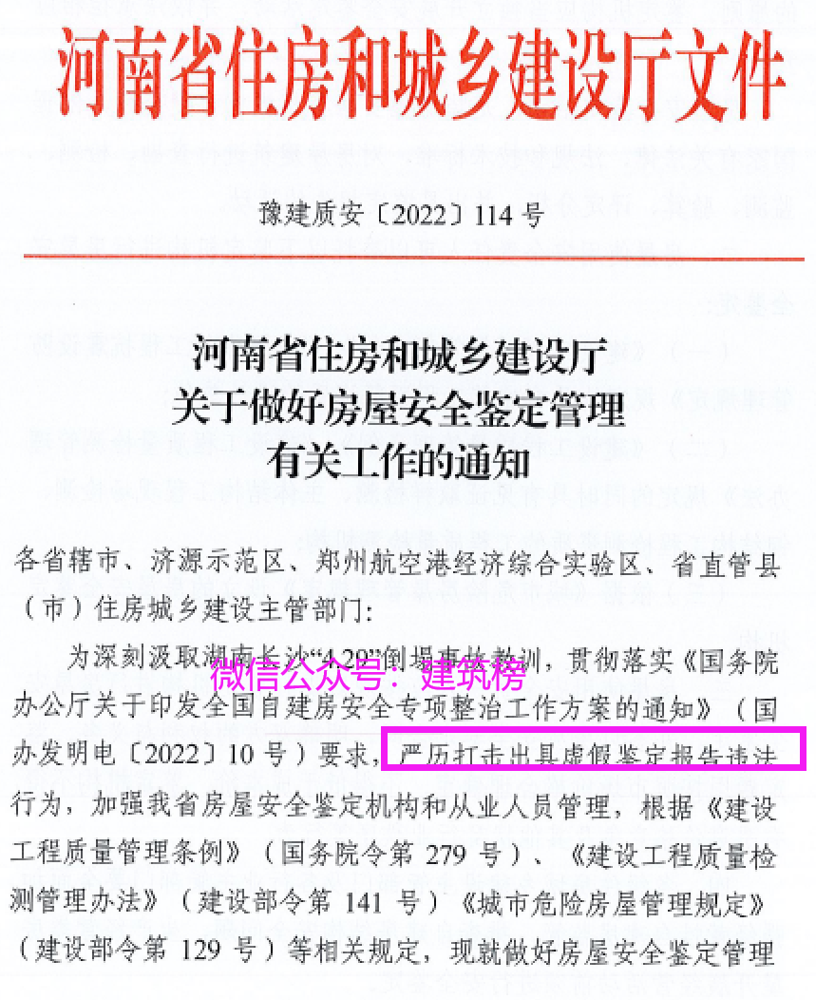 河南省住房和城乡建设厅文件
豫建质安〔2022〕114号
河南省住房和城乡建设厅
关于做好房屋安全鉴定管理
有关工作的通知
各省辖市、济源示范区、郑州航空港经济综合实验区、省直管县
（市）住房城乡建设主管部门：
为深刻汲取湖南长沙“4.29”倒塌事故教训，贯彻落实《国务院
微信公众号：建筑榜
办公厅关于印发全国自建房安全专项整治工作方案的通知》（国
办发明电〔2022〕10号）要求，严历打击出具虚假鉴定报告违法
行为，加强我省房屋安全鉴定机构和从业人员管理，根据《建设
工程质量管理条例》（国务院令第 279 号）、《建设工程质量检
测管理办法》（建设部令第 141 号）《城市危险房屋管理规定》
（建设部令第 129 号）等相关规定，现就做好房屋安全鉴定管理